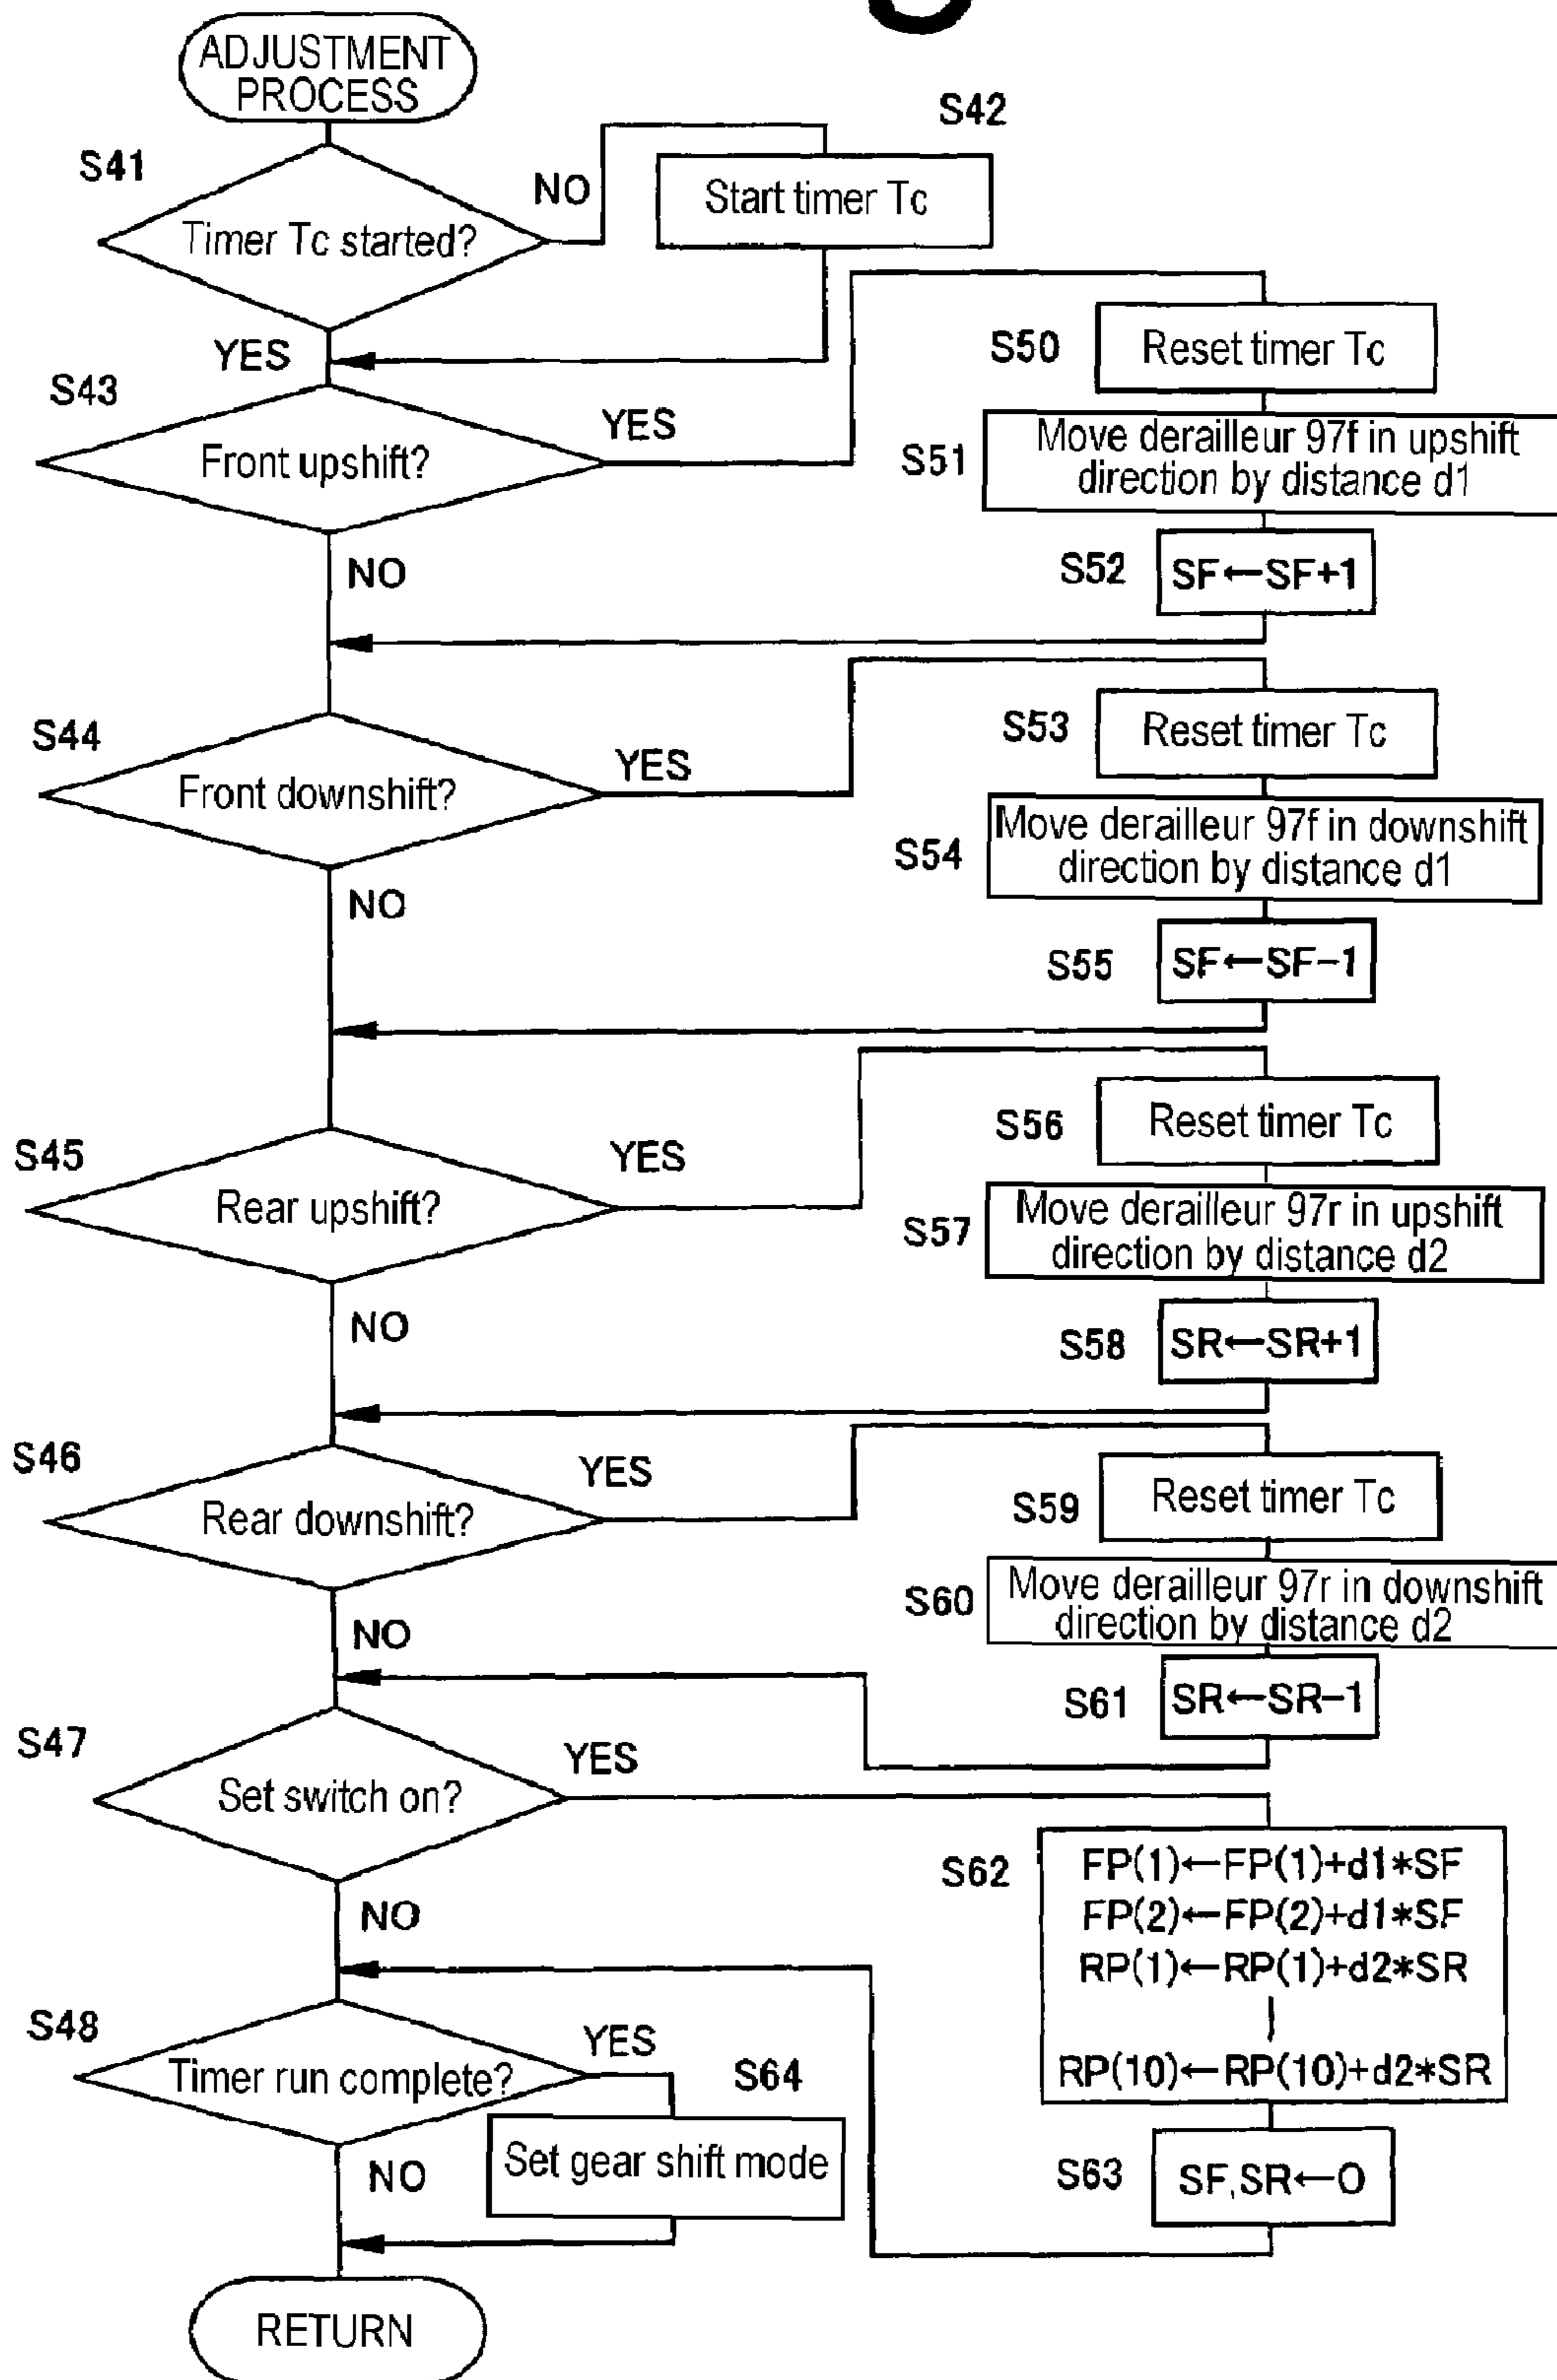 ADJUSTMENT
PROCESS
S41
Timer Tc started?
NO
S42
Start timer Tc
YES
S43
Front upshift?
YES
S50
Reset timer Tc
S51
Move derailleur 97f in upshift
direction by distance d1
S52
SF←SF+1
NO
S44
Front downshift?
YES
S53
Reset timer Tc
S54
Move derailleur 97f in downshift
direction by distance d1
S55
SF←SF−1
NO
S45
Rear upshift?
YES
S56
Reset timer Tc
S57
Move derailleur 97r in upshift
direction by distance d2
S58
SR←SR+1
NO
S46
Rear downshift?
YES
S59
Reset timer Tc
S60
Move derailleur 97r in downshift
direction by distance d2
S61
SR←SR−1
NO
S47
Set switch on?
YES
S62
FP(1)←FP(1)+d1*SF
FP(2)←FP(2)+d1*SF
RP(1)←RP(1)+d2*SR
RP(10)←RP(10)+d2*SR
S63
SF,SR←0
NO
S48
Timer run complete?
YES
S64
Set gear shift mode
NO
RETURN